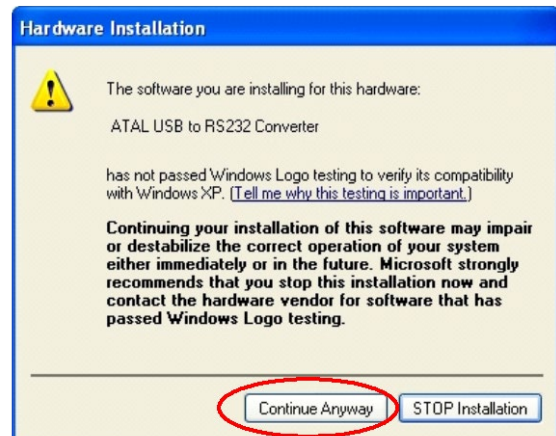 Hardware Installation
The software you are installing for this hardware:
ATAL USB to RS232 Converter
has not passed Windows Logo testing to verify its compatibility
with Windows XP. (Tell me why this testing is important.)
Continuing your installation of this software may impair
or destabilize the correct operation of your system
either immediately or in the future. Microsoft strongly
recommends that you stop this installation now and
contact the hardware vendor for software that has
passed Windows Logo testing.
Continue Anyway
STOP Installation